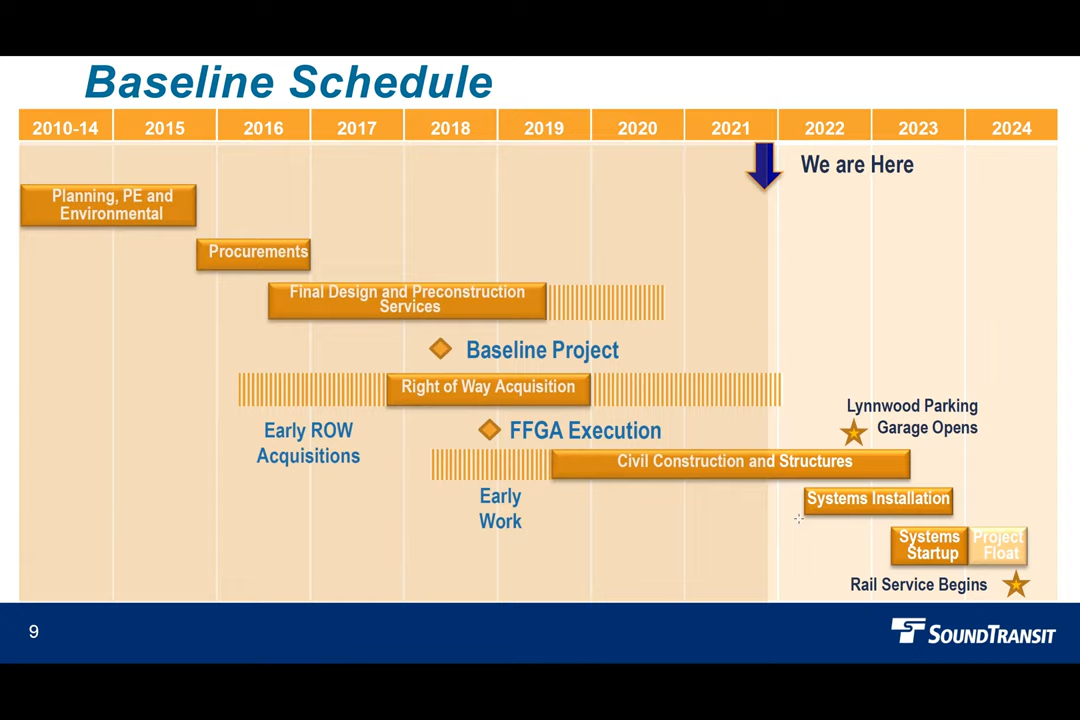 Baseline Schedule
2010-14 2015 2016 2017 2018 2019 2020 2021 2022 2023 2024
We are Here
Planning, PE and
Environmental
Procurements
Final Design and Preconstruction
Services
Baseline Project
Right of Way Acquisition
Lynnwood Parking
Garage Opens
Early ROW
Acquisitions
FFGA Execution
Civil Construction and Structures
Early
Work
Systems Installation
Systems
Startup
Project
Float
Rail Service Begins
9
SOUNDTRANSIT